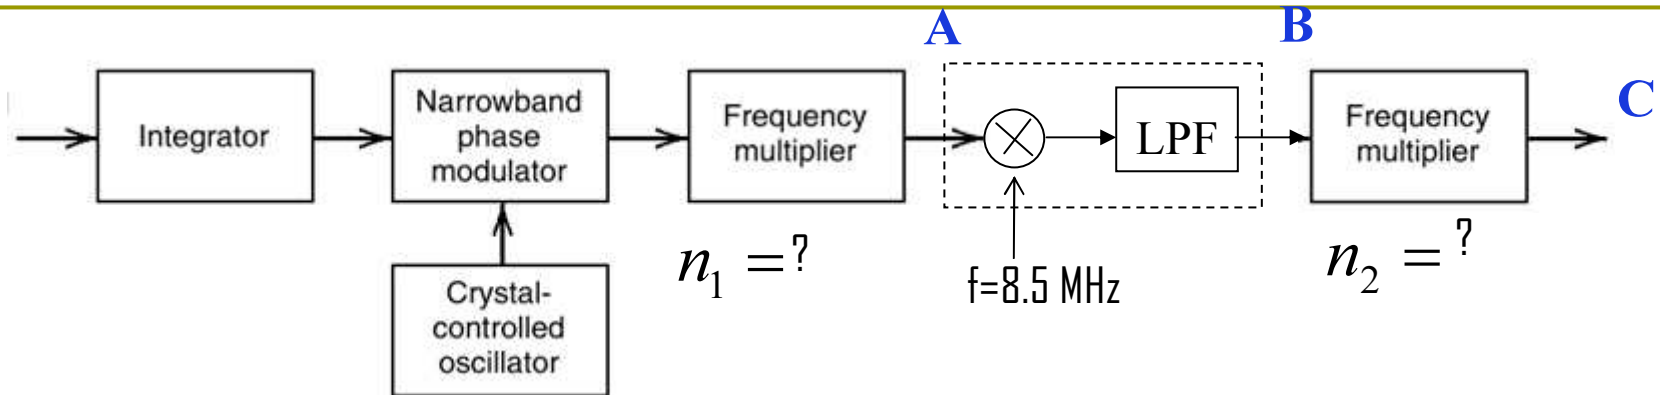 A
B
C
Integrator
Narrowband
phase
modulator
Frequency
multiplier
LPF
Frequency
multiplier
n₁ = ?
f=8.5 MHz
n₂ = ?
Crystal-
controlled
oscillator